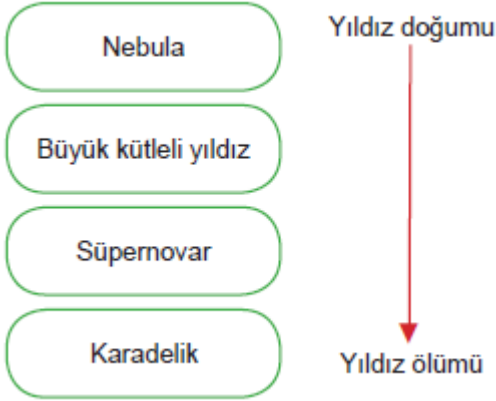 Nebula
Yıldız doğumu
Büyük kütleli yıldız
Süpernovar
Karadelik
Yıldız ölümü